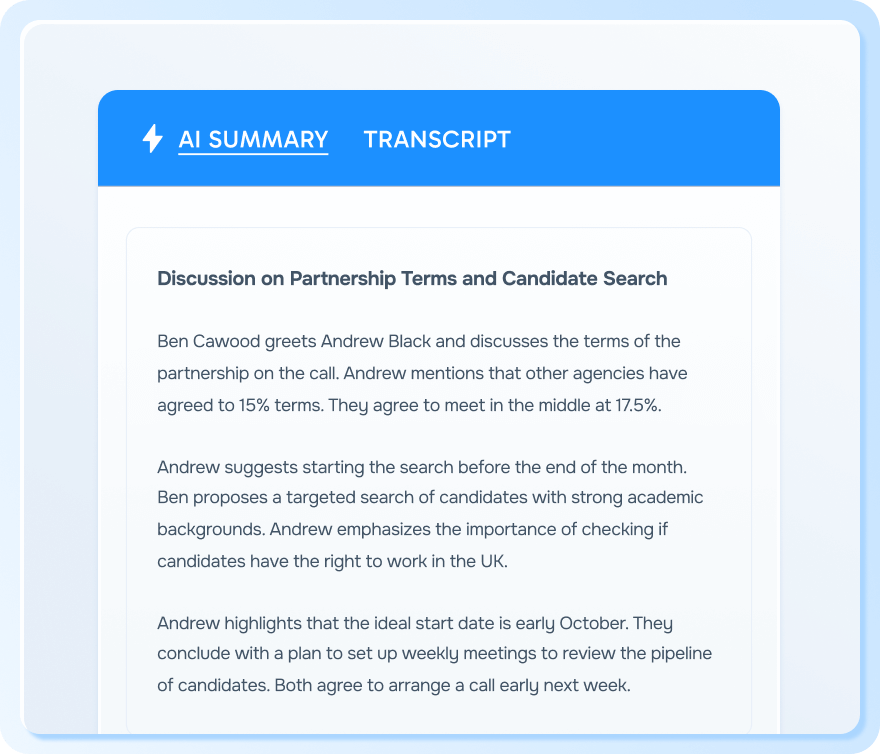 AI SUMMARY TRANSCRIPT
Discussion on Partnership Terms and Candidate Search
Ben Cawood greets Andrew Black and discusses the terms of the
partnership on the call. Andrew mentions that other agencies have
agreed to 15% terms. They agree to meet in the middle at 17.5%.
Andrew suggests starting the search before the end of the month.
Ben proposes a targeted search of candidates with strong academic
backgrounds. Andrew emphasizes the importance of checking if
candidates have the right to work in the UK.
Andrew highlights that the ideal start date is early October. They
conclude with a plan to set up weekly meetings to review the pipeline
of candidates. Both agree to arrange a call early next week.